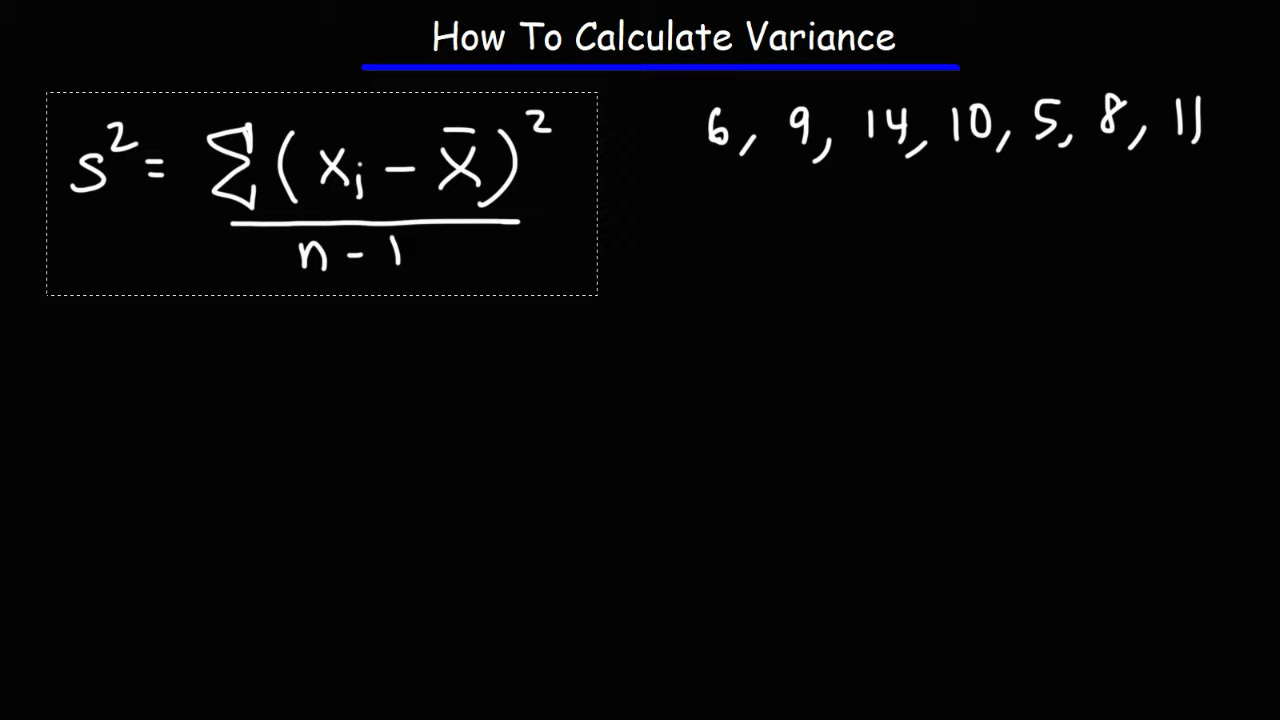 How To Calculate Variance
s² = Σ(xᵢ - x̄)²
n - 1
6, 9, 14, 10, 5, 8, 11